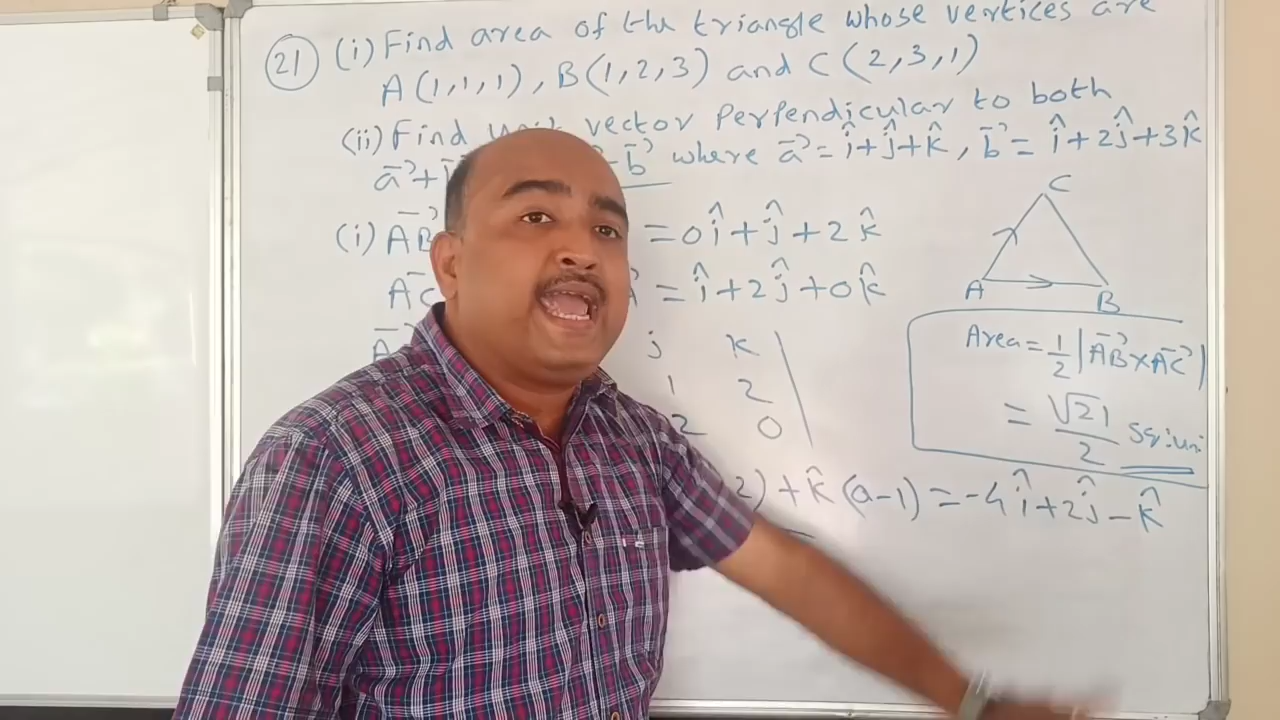 21 (i) Find area of the triangle whose vertices are
A(1,1,1), B(1,2,3) and C(2,3,1)
(ii) Find vector perpendicular to both
a⃗+ b⃗ where a⃗ = î+ĵ+k̂, b⃗ = î+2ĵ+3k̂
(i) AB⃗ = 0î+ĵ+2k̂
AC = î+2ĵ+0k̂
j k
1 2
2 0
2)+k̂(0-1) = -4î+2ĵ-k̂
C
A B
Area = 1/2 |AB⃗×AC⃗|
= √21/2